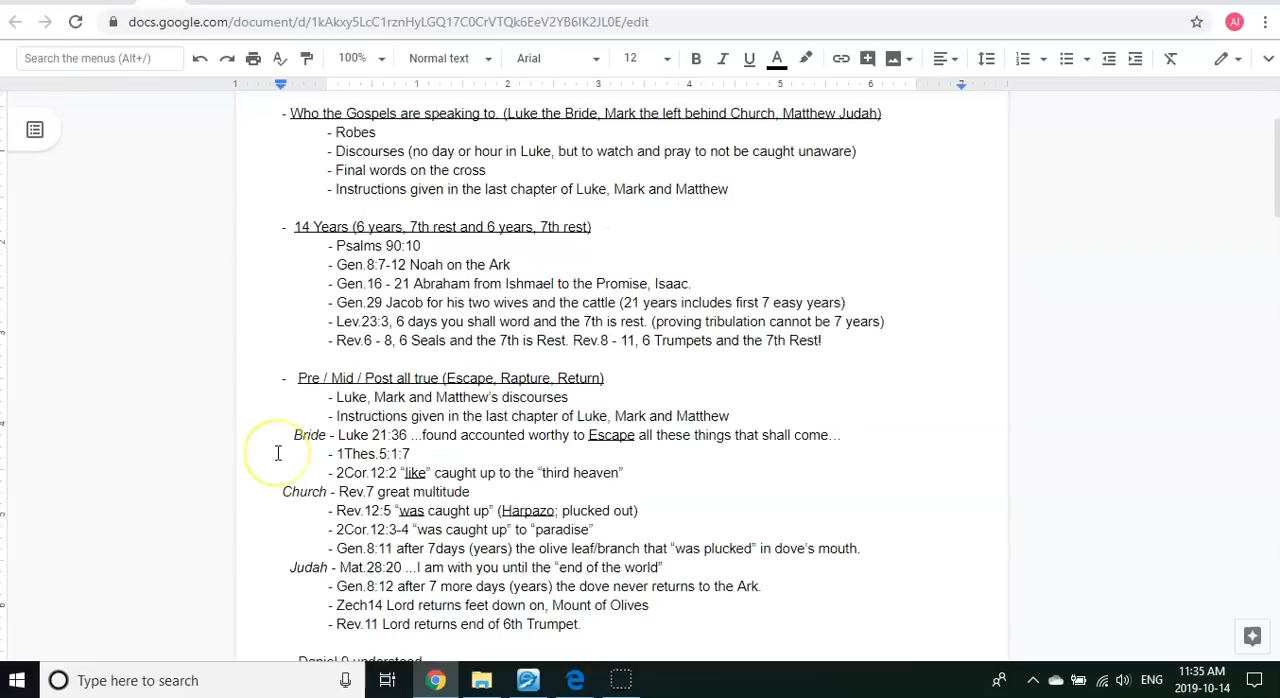 docs.google.com/document/d/1kAkxy5LcC1rznHyLGQ17C0CrVTQk6EeV2YB6lK2JL0E/edit
AI
Search the menus (Alt+/)
100%
Normal text
Arial
12
B I U A
1 1 2 3 4 5 6 7
- Who the Gospels are speaking to. (Luke the Bride, Mark the left behind Church, Matthew Judah)
- Robes
- Discourses (no day or hour in Luke, but to watch and pray to not be caught unaware)
- Final words on the cross
- Instructions given in the last chapter of Luke, Mark and Matthew
- 14 Years (6 years, 7th rest and 6 years, 7th rest)
- Psalms 90:10
- Gen.8:7-12 Noah on the Ark
- Gen.16 - 21 Abraham from Ishmael to the Promise, Isaac.
- Gen.29 Jacob for his two wives and the cattle (21 years includes first 7 easy years)
- Lev.23:3, 6 days you shall word and the 7th is rest. (proving tribulation cannot be 7 years)
- Rev.6 - 8, 6 Seals and the 7th is Rest. Rev.8 - 11, 6 Trumpets and the 7th Rest!
- Pre / Mid / Post all true (Escape, Rapture, Return)
- Luke, Mark and Matthew's discourses
- Instructions given in the last chapter of Luke, Mark and Matthew
Bride - Luke 21:36 ...found accounted worthy to Escape all these things that shall come…
- 1Thes.5:1:7
- 2Cor.12:2 “like” caught up to the “third heaven”
Church - Rev.7 great multitude
- Rev.12:5 “was caught up” (Harpazo; plucked out)
- 2Cor.12:3-4 “was caught up” to “paradise”
- Gen.8:11 after 7days (years) the olive leaf/branch that “was plucked” in dove’s mouth.
Judah - Mat.28:20 ...I am with you until the “end of the world”
- Gen.8:12 after 7 more days (years) the dove never returns to the Ark.
- Zech14 Lord returns feet down on, Mount of Olives
- Rev.11 Lord returns end of 6th Trumpet.
Daniel 9 understood
Type here to search
ENG
11:35 AM
2019-10-14